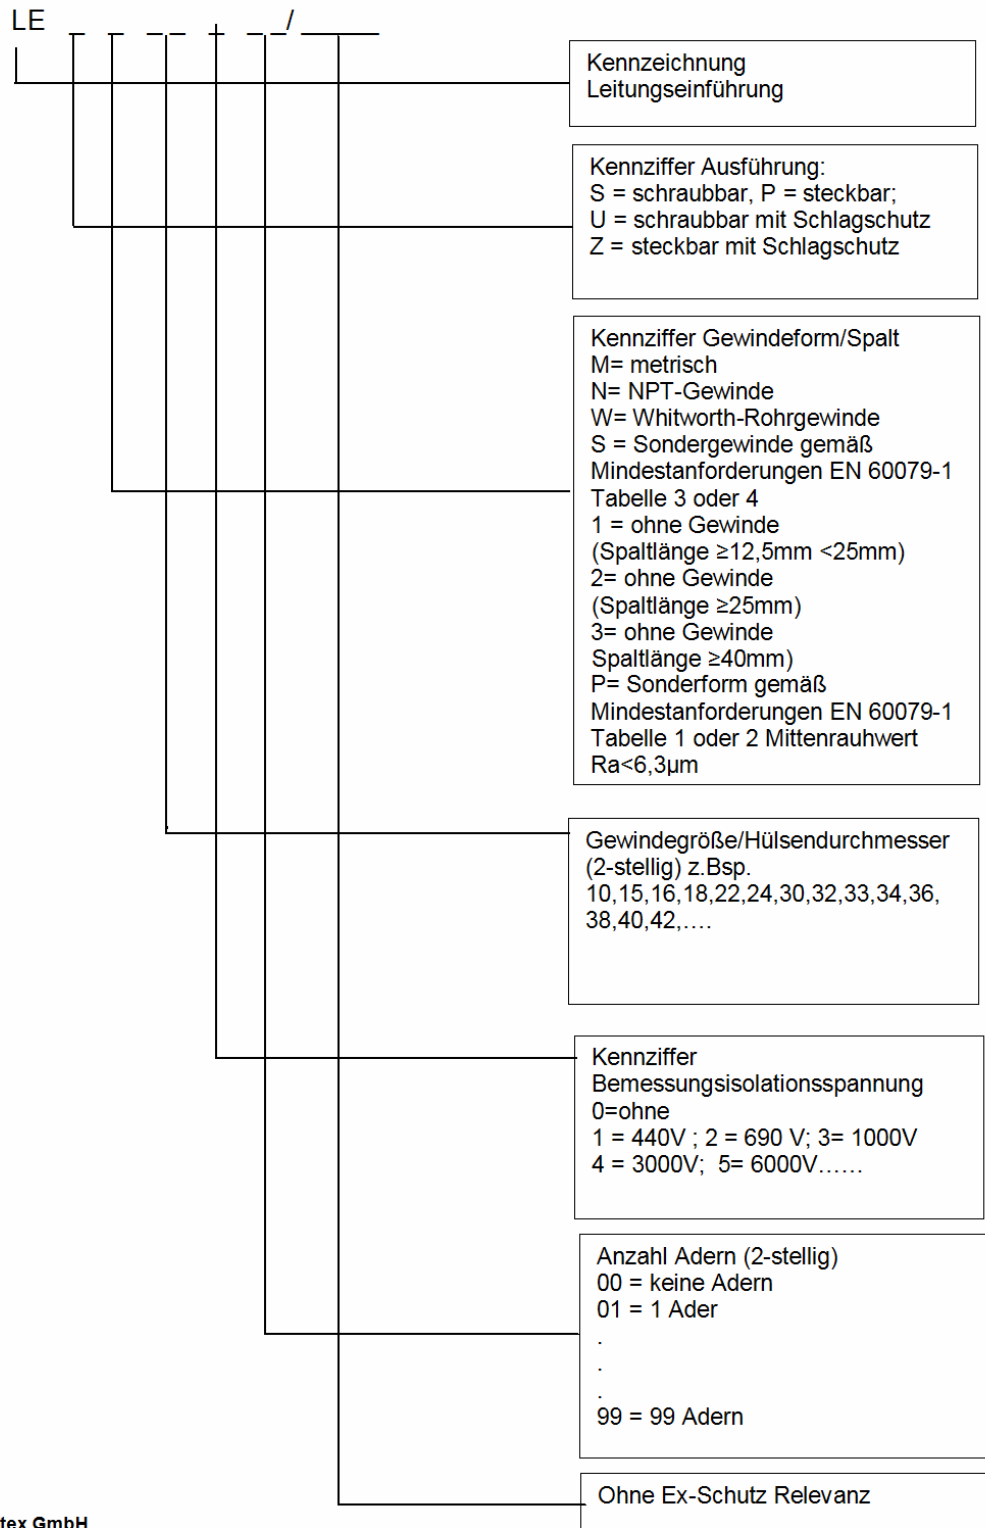 LE _ _ _ _ _ _ _/ _____
Kennzeichnung
Leitungseinführung
Kennziffer Ausführung:
S = schraubbar, P = steckbar;
U = schraubbar mit Schlagschutz
Z = steckbar mit Schlagschutz
Kennziffer Gewindeform/Spalt
M= metrisch
N= NPT-Gewinde
W= Whitworth-Rohrgewinde
S = Sondergewinde gemäß
Mindestanforderungen EN 60079-1
Tabelle 3 oder 4
1 = ohne Gewinde
(Spaltlänge ≥12,5mm <25mm)
2= ohne Gewinde
(Spaltlänge ≥25mm)
3= ohne Gewinde
Spaltlänge ≥40mm)
P= Sonderform gemäß
Mindestanforderungen EN 60079-1
Tabelle 1 oder 2 Mittenrauhwert
Ra<6,3µm
Gewindegröße/Hülsendurchmesser
(2-stellig) z.Bsp.
10,15,16,18,22,24,30,32,33,34,36,
38,40,42,....
Kennziffer
Bemessungsisolationsspannung
0=ohne
1 = 440V ; 2 = 690 V; 3= 1000V
4 = 3000V; 5= 6000V......
Anzahl Adern (2-stellig)
00 = keine Adern
01 = 1 Ader
.
.
.
99 = 99 Adern
Ohne Ex-Schutz Relevanz
tex GmbH